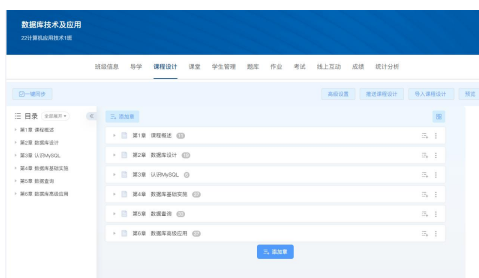 数据库技术及应用
22计算机应用技术1班
班级信息 导学 课程设计 课堂 学生管理 题库 作业 考试 线上互动 成绩 统计分析
一键同步 高级设置 推送课程设计 导入课程设计 预览
目录 全部展开
添加章
第1章 课程概述
第2章 数据库设计
第3章 认识MySQL
第4章 数据库基础实施
第5章 数据查询
第6章 数据库高级应用
第1章 课程概述
第2章 数据库设计
第3章 认识MySQL
第4章 数据库基础实施
第5章 数据查询
第6章 数据库高级应用
添加章